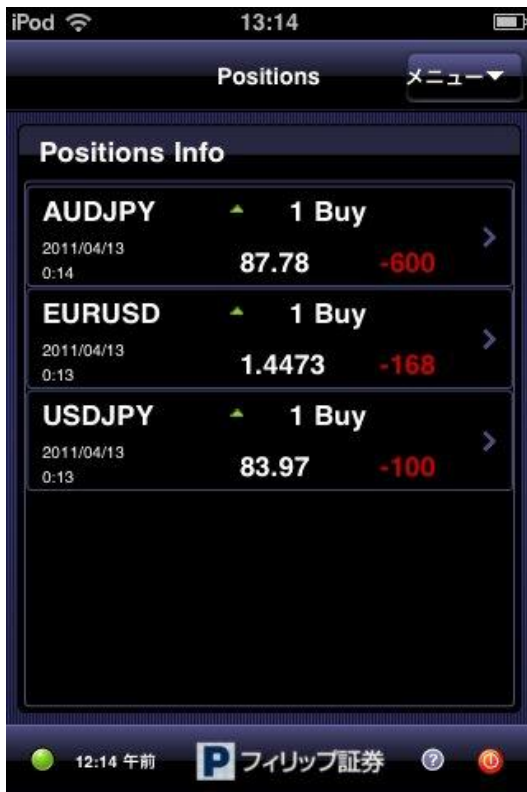 iPod 13:14
Positions メニュー
Positions Info
AUDJPY 1 Buy
2011/04/13
0:14 87.78 -600
EURUSD 1 Buy
2011/04/13
0:13 1.4473 -168
USDJPY 1 Buy
2011/04/13
0:13 83.97 -100
12:14 午前 P フィリップ証券 ?